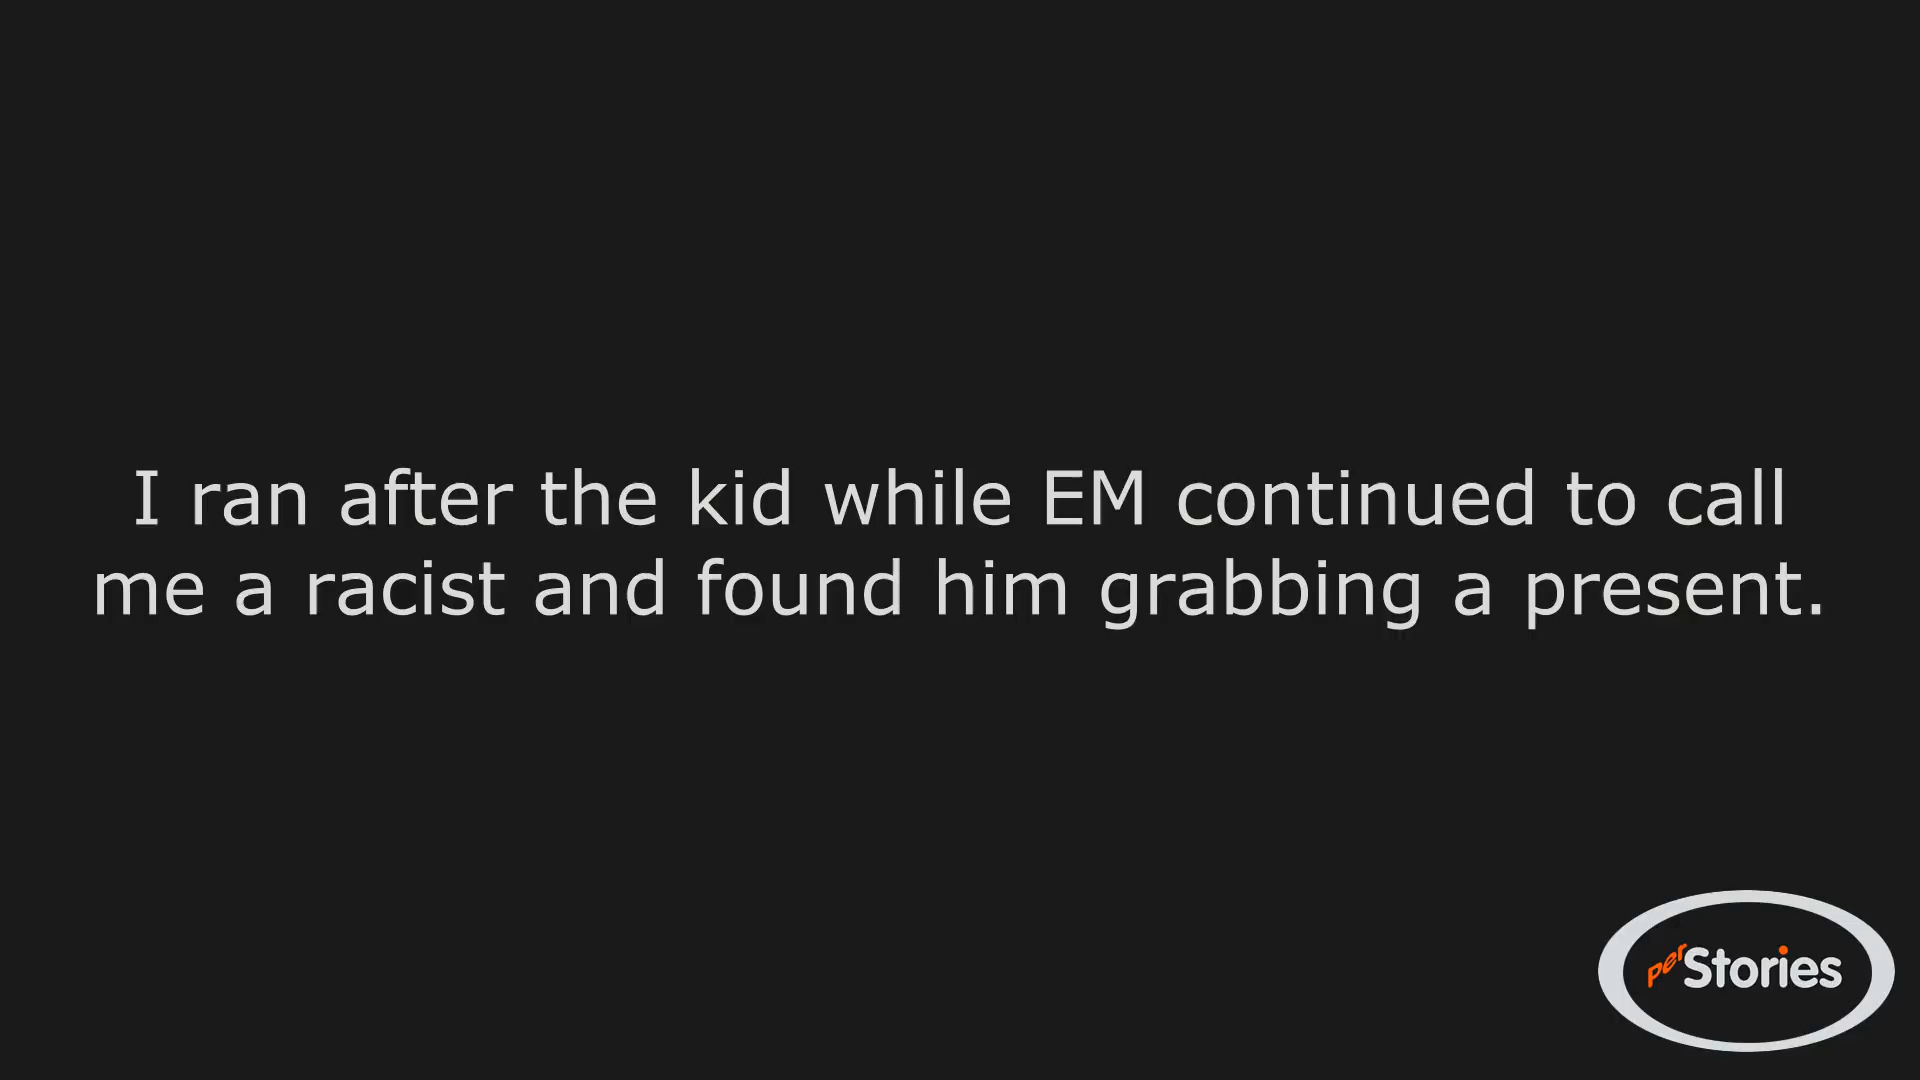 I ran after the kid while EM continued to call
me a racist and found him grabbing a present.
perStories